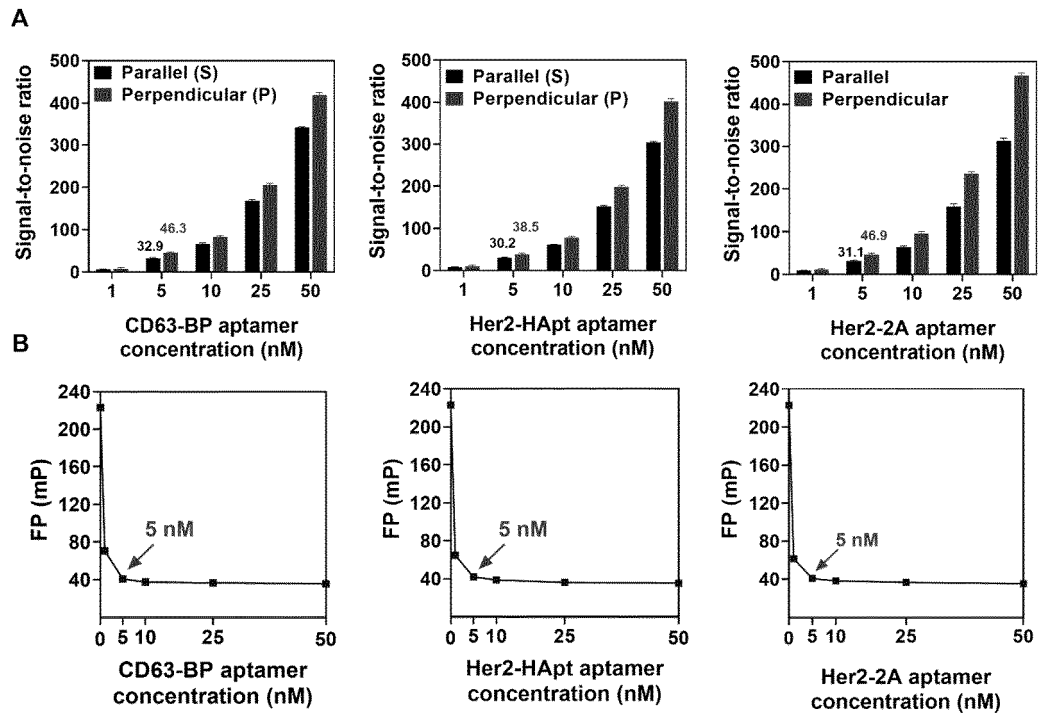 A
Signal-to-noise ratio
500
400
300
200
100
0
Parallel (S)
Perpendicular (P)
32.9
46.3
1 5 10 25 50
CD63-BP aptamer
concentration (nM)
Signal-to-noise ratio
500
400
300
200
100
0
Parallel (S)
Perpendicular (P)
30.2
38.5
1 5 10 25 50
Her2-HApt aptamer
concentration (nM)
Signal-to-noise ratio
500
400
300
200
100
0
Parallel
Perpendicular
31.1
46.9
1 5 10 25 50
Her2-2A aptamer
concentration (nM)
B
FP (mP)
240
200
160
120
80
40
5 nM
0 5 10 25 50
CD63-BP aptamer
concentration (nM)
FP (mP)
240
200
160
120
80
40
5 nM
0 5 10 25 50
Her2-HApt aptamer
concentration (nM)
FP (mP)
240
200
160
120
80
40
5 nM
0 5 10 25 50
Her2-2A aptamer
concentration (nM)